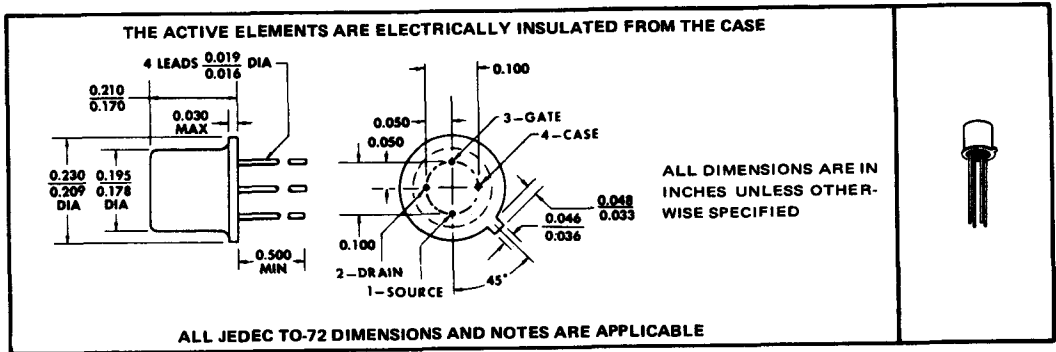 THE ACTIVE ELEMENTS ARE ELECTRICALLY INSULATED FROM THE CASE
4 LEADS 0.019 DIA
0.016
0.210
0.170
0.030
MAX
0.230
0.209
DIA
0.195
0.178
DIA
0.500
MIN
0.100
0.050
0.050
3–GATE
4–CASE
0.100
2–DRAIN
1–SOURCE
45°
0.048
0.033
0.046
0.036
ALL DIMENSIONS ARE IN
INCHES UNLESS OTHER-
WISE SPECIFIED
ALL JEDEC TO-72 DIMENSIONS AND NOTES ARE APPLICABLE